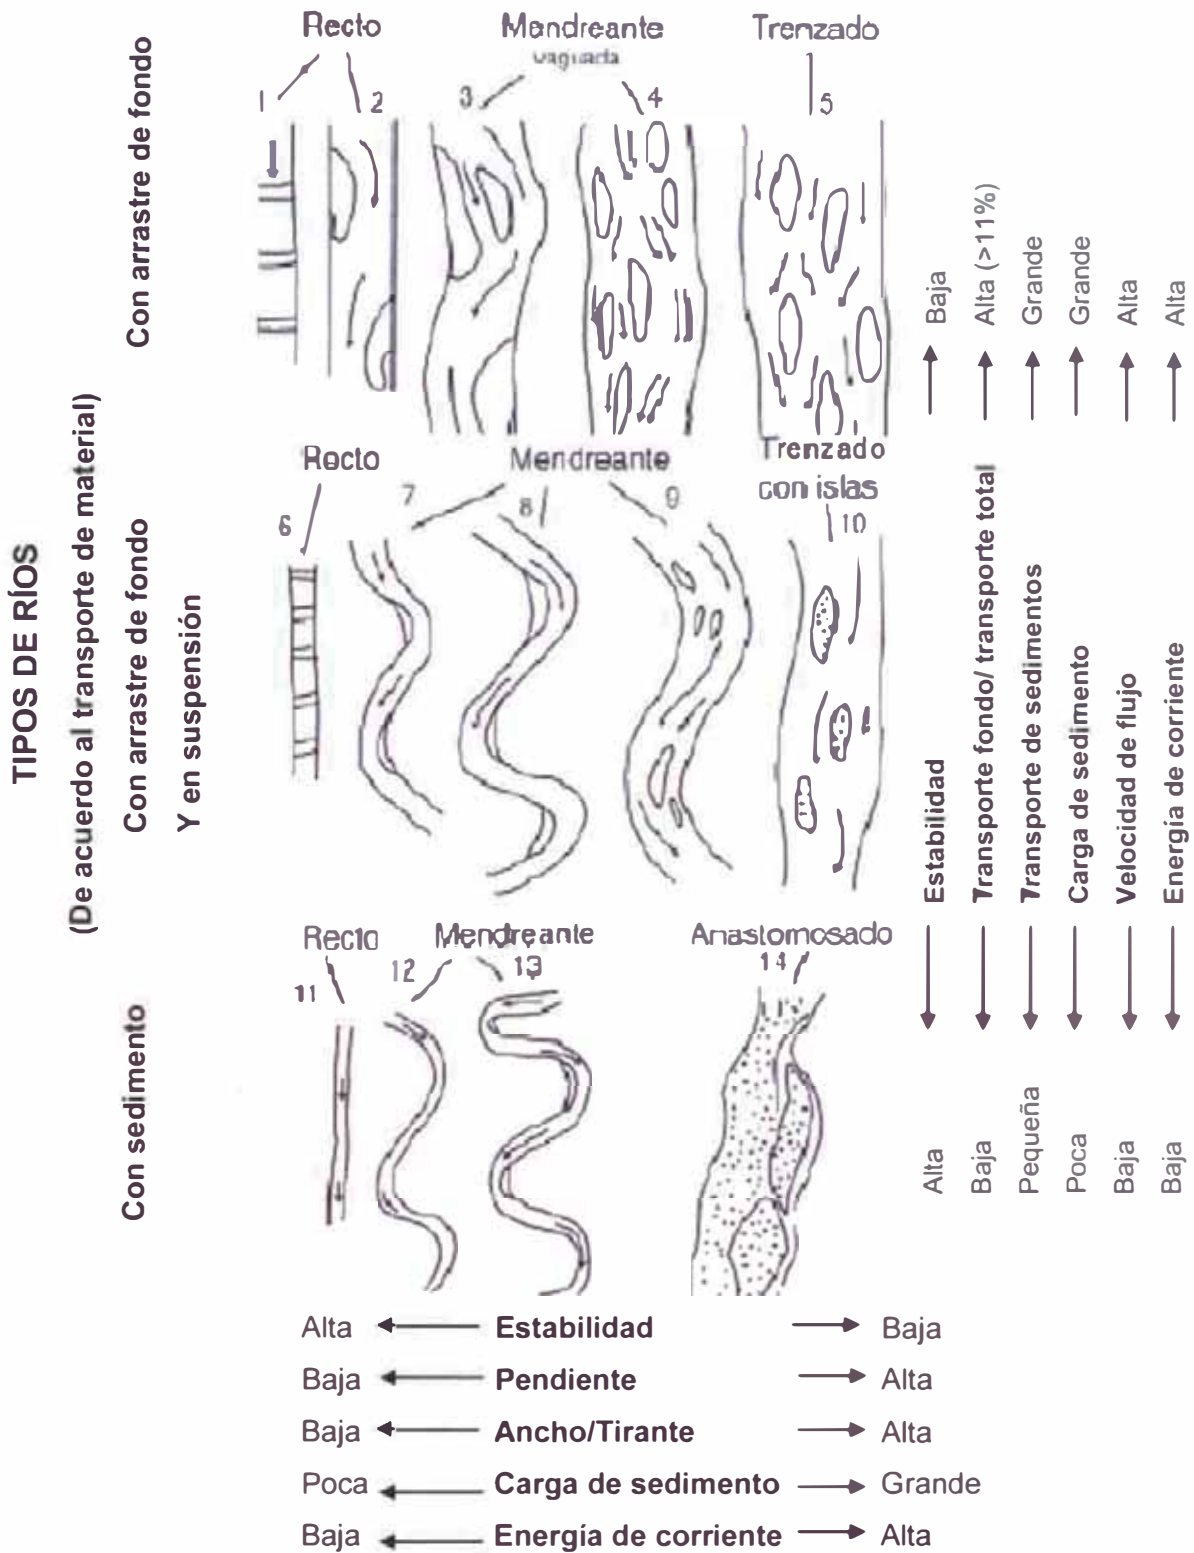 TIPOS DE RÍOS
(De acuerdo al transporte de material)
Con arrastre de fondo
Recto
Mendreante
vaguada
Trenzado
1
2
3
4
5
Baja
Alta (>11%)
Grande
Grande
Alta
Alta
Con arrastre de fondo
Y en suspensión
Recto
Mendreante
Trenzado
con islas
6
7
8
9
10
Estabilidad
Transporte fondo/ transporte total
Transporte de sedimentos
Carga de sedimento
Velocidad de flujo
Energía de corriente
Con sedimento
Recto
Mendreante
Anastomosado
11
12
13
14
Alta
Baja
Pequeña
Poca
Baja
Baja
Alta Estabilidad Baja
Baja Pendiente Alta
Baja Ancho/Tirante Alta
Poca Carga de sedimento Grande
Baja Energía de corriente Alta